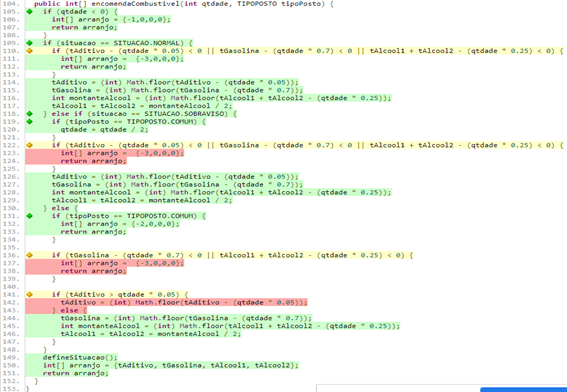 104. public int[] encomendaCombustivel(int qtdade, TIPOPOSTO tipoPosto) {
105. if (qtdade < 0) {
106. int[] arranjo = {-1,0,0,0};
107. return arranjo;
108. }
109. if (situacao == SITUACAO.NORMAL) {
110. if (tAditivo - (qtdade * 0.05) < 0 || tGasolina - (qtdade * 0.7) < 0 || tAlcool1 + tAlcool2 - (qtdade * 0.25) < 0) {
111. int[] arranjo = {-3,0,0,0};
112. return arranjo;
113. }
114. tAditivo = (int) Math.floor(tAditivo - (qtdade * 0.05));
115. tGasolina = (int) Math.floor(tGasolina - (qtdade * 0.7));
116. int montanteAlcool = (int) Math.floor(tAlcool1 + tAlcool2 - (qtdade * 0.25));
117. tAlcool1 = tAlcool2 = montanteAlcool / 2;
118. } else if (situacao == SITUACAO.SOBRAVISO) {
119. if (tipoPosto == TIPOPOSTO.COMUM) {
120. qtdade = qtdade / 2;
121. }
122. if (tAditivo - (qtdade * 0.05) < 0 || tGasolina - (qtdade * 0.7) < 0 || tAlcool1 + tAlcool2 - (qtdade * 0.25) < 0) {
123. int[] arranjo = {-3,0,0,0};
124. return arranjo;
125. }
126. tAditivo = (int) Math.floor(tAditivo - (qtdade * 0.05));
127. tGasolina = (int) Math.floor(tGasolina - (qtdade * 0.7));
128. int montanteAlcool = (int) Math.floor(tAlcool1 + tAlcool2 - (qtdade * 0.25));
129. tAlcool1 = tAlcool2 = montanteAlcool / 2;
130. } else {
131. if (tipoPosto == TIPOPOSTO.COMUM) {
132. int[] arranjo = {-2,0,0,0};
133. return arranjo;
134. }
135.
136. if (tGasolina - (qtdade * 0.7) < 0 || tAlcool1 + tAlcool2 - (qtdade * 0.25) < 0) {
137. int[] arranjo = {-3,0,0,0};
138. return arranjo;
139. }
140.
141. if (tAditivo > qtdade * 0.05) {
142. tAditivo = (int) Math.floor(tAditivo - (qtdade * 0.05));
143. } else {
144. tGasolina = (int) Math.floor(tGasolina - (qtdade * 0.7));
145. int montanteAlcool = (int) Math.floor(tAlcool1 + tAlcool2 - (qtdade * 0.25));
146. tAlcool1 = tAlcool2 = montanteAlcool / 2;
147. }
148. }
149. defineSituacao();
150. int[] arranjo = {tAditivo, tGasolina, tAlcool1, tAlcool2};
151. return arranjo;
152. }
153. }